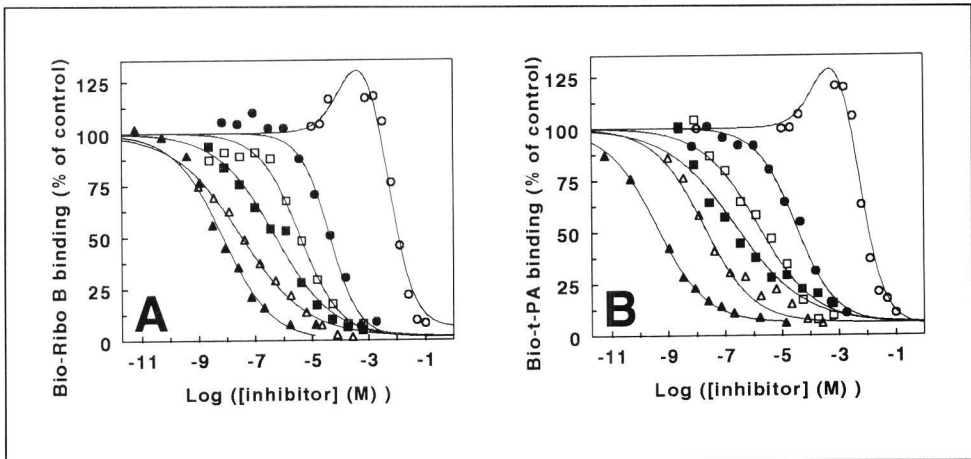 Bio-Ribo B binding (% of control)
125
100
75
50
25
0
A
-11 -9 -7 -5 -3 -1
Log ([inhibitor] (M) )
Bio-t-PA binding (% of control)
125
100
75
50
25
0
B
-11 -9 -7 -5 -3 -1
Log ([inhibitor] (M) )